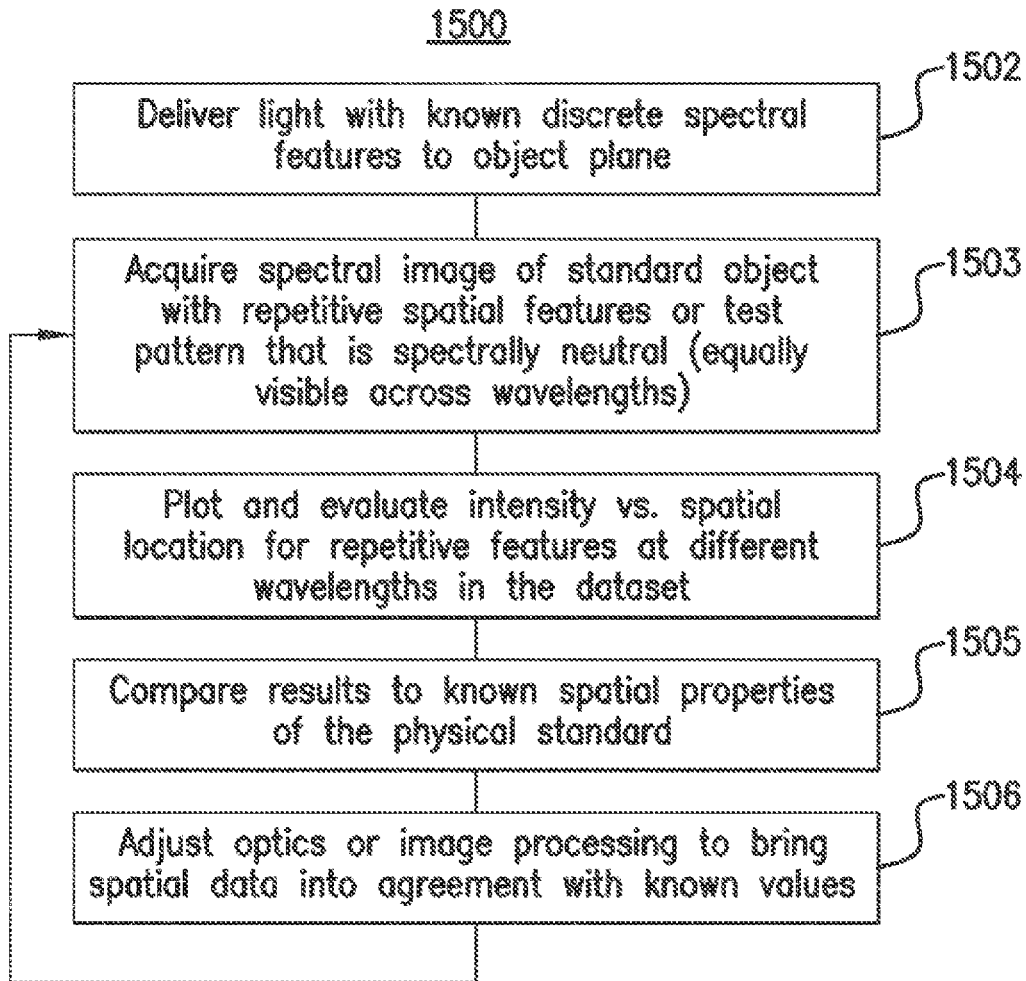 1500
1502
Deliver light with known discrete spectral
features to object plane
1503
Acquire spectral image of standard object
with repetitive spatial features or test
pattern that is spectrally neutral (equally
visible across wavelengths)
1504
Plot and evaluate intensity vs. spatial
location for repetitive features at different
wavelengths in the dataset
1505
Compare results to known spatial properties
of the physical standard
1506
Adjust optics or image processing to bring
spatial data into agreement with known values